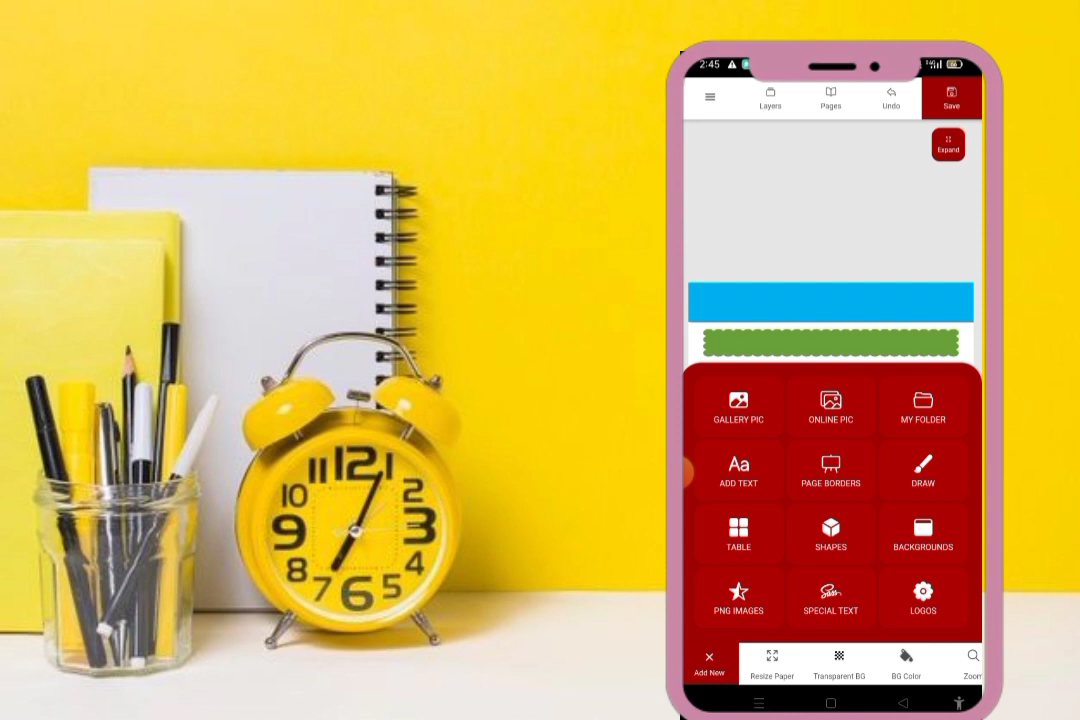 2:45
Layers
Pages
Undo
Save
Expand
GALLERY PIC
ONLINE PIC
MY FOLDER
Aa
ADD TEXT
PAGE BORDERS
DRAW
TABLE
SHAPES
BACKGROUNDS
PNG IMAGES
Sass
SPECIAL TEXT
LOGOS
Add New
Resize Paper
Transparent BG
BG Color
Zoom
11 12 1
10 2
9 3
8 4
7 6 5